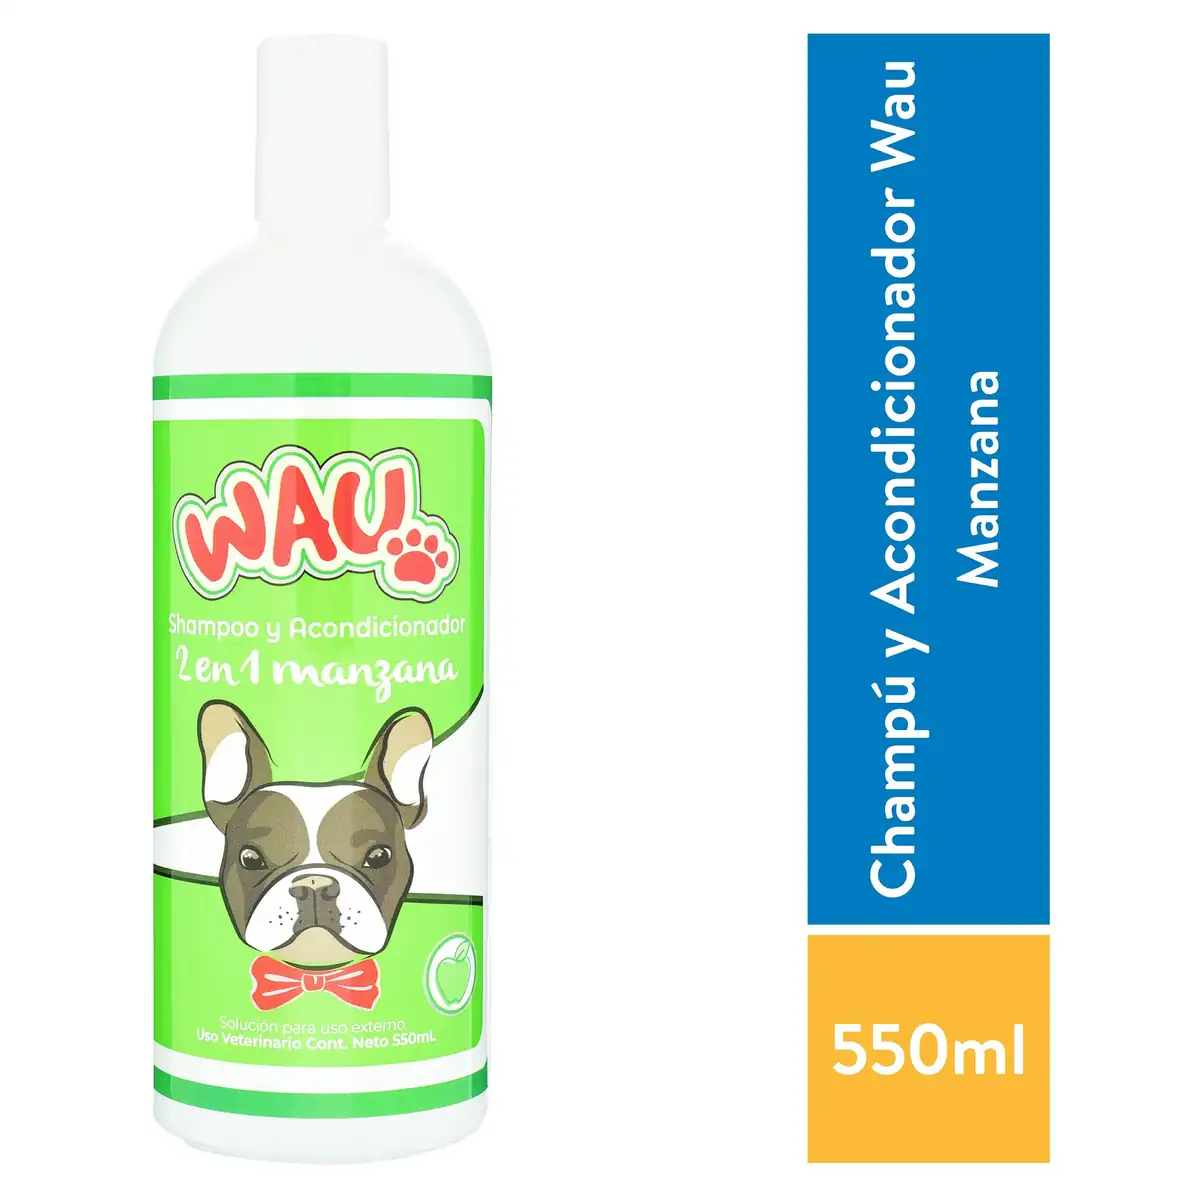 WAU
Shampoo y Acondicionador
2 en 1 manzana
Solución para uso externo
Uso Veterinario Cont. Neto 550mL
Champú y Acondicionador Wau
Manzana
550ml